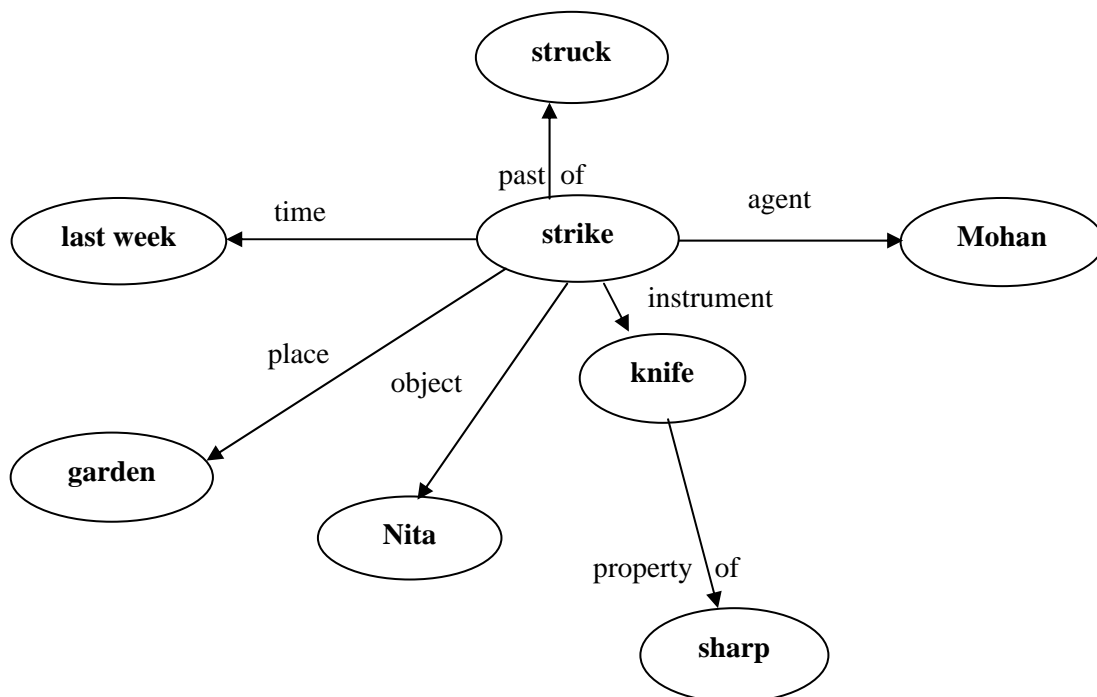 struck
past of
time
agent
last week
strike
Mohan
instrument
place
object
knife
garden
Nita
property of
sharp